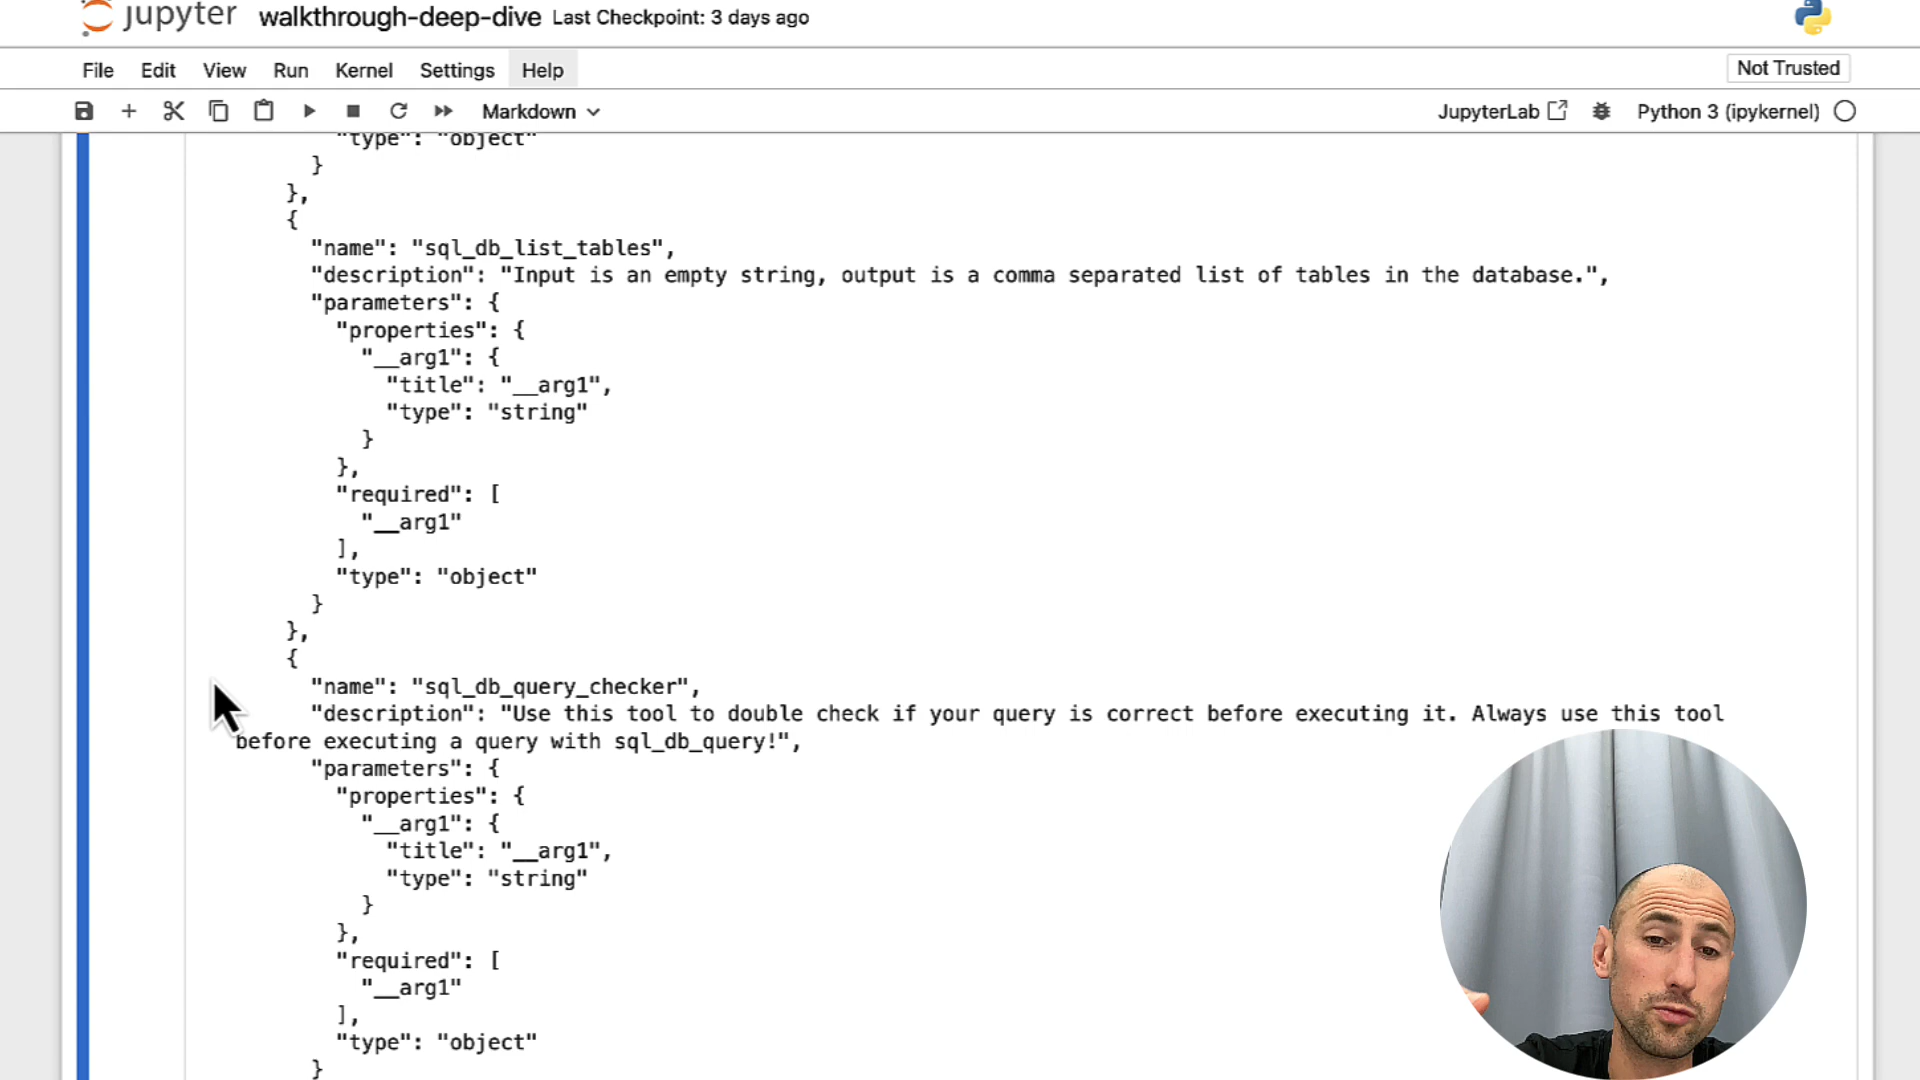 jupyter walkthrough-deep-dive Last Checkpoint: 3 days ago
File Edit View Run Kernel Settings Help Not Trusted
Markdown JupyterLab Python 3 (ipykernel)
"type": "object"
}
},
{
"name": "sql_db_list_tables",
"description": "Input is an empty string, output is a comma separated list of tables in the database.",
"parameters": {
"properties": {
"__arg1": {
"title": "__arg1",
"type": "string"
}
},
"required": [
"__arg1"
],
"type": "object"
}
},
{
"name": "sql_db_query_checker",
"description": "Use this tool to double check if your query is correct before executing it. Always use this tool
before executing a query with sql_db_query!",
"parameters": {
"properties": {
"__arg1": {
"title": "__arg1",
"type": "string"
}
},
"required": [
"__arg1"
],
"type": "object"
}